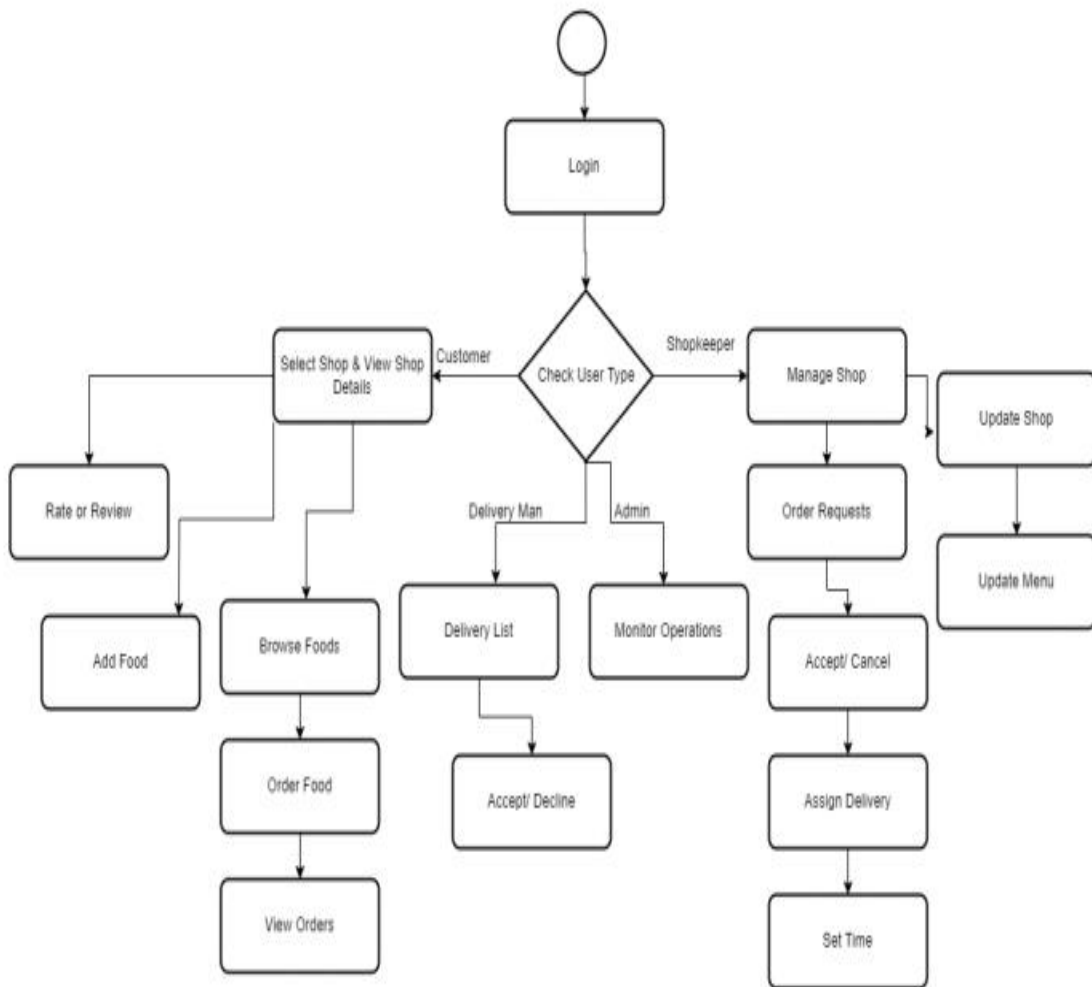 Login
Check User Type
Customer
Shopkeeper
Select Shop & View Shop
Details
Manage Shop
Update Shop
Rate or Review
Delivery Man
Admin
Order Requests
Update Menu
Add Food
Browse Foods
Delivery List
Monitor Operations
Accept/ Cancel
Order Food
Accept/ Decline
Assign Delivery
View Orders
Set Time